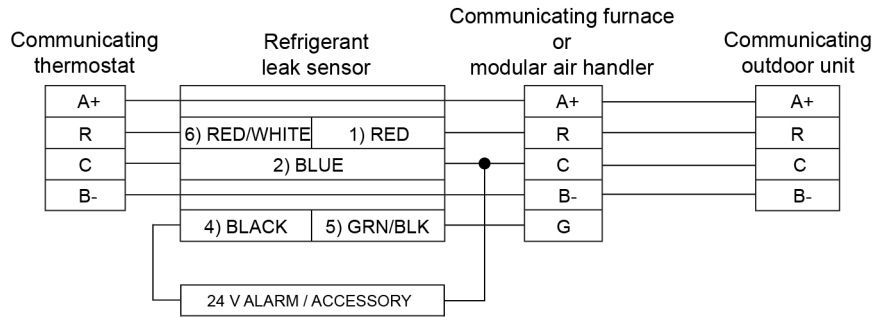 Communicating
thermostat
Refrigerant
leak sensor
Communicating furnace
or
modular air handler
Communicating
outdoor unit
A+
A+
A+
R
6) RED/WHITE
1) RED
R
R
C
2) BLUE
C
C
B-
B-
B-
4) BLACK
5) GRN/BLK
G
24 V ALARM / ACCESSORY